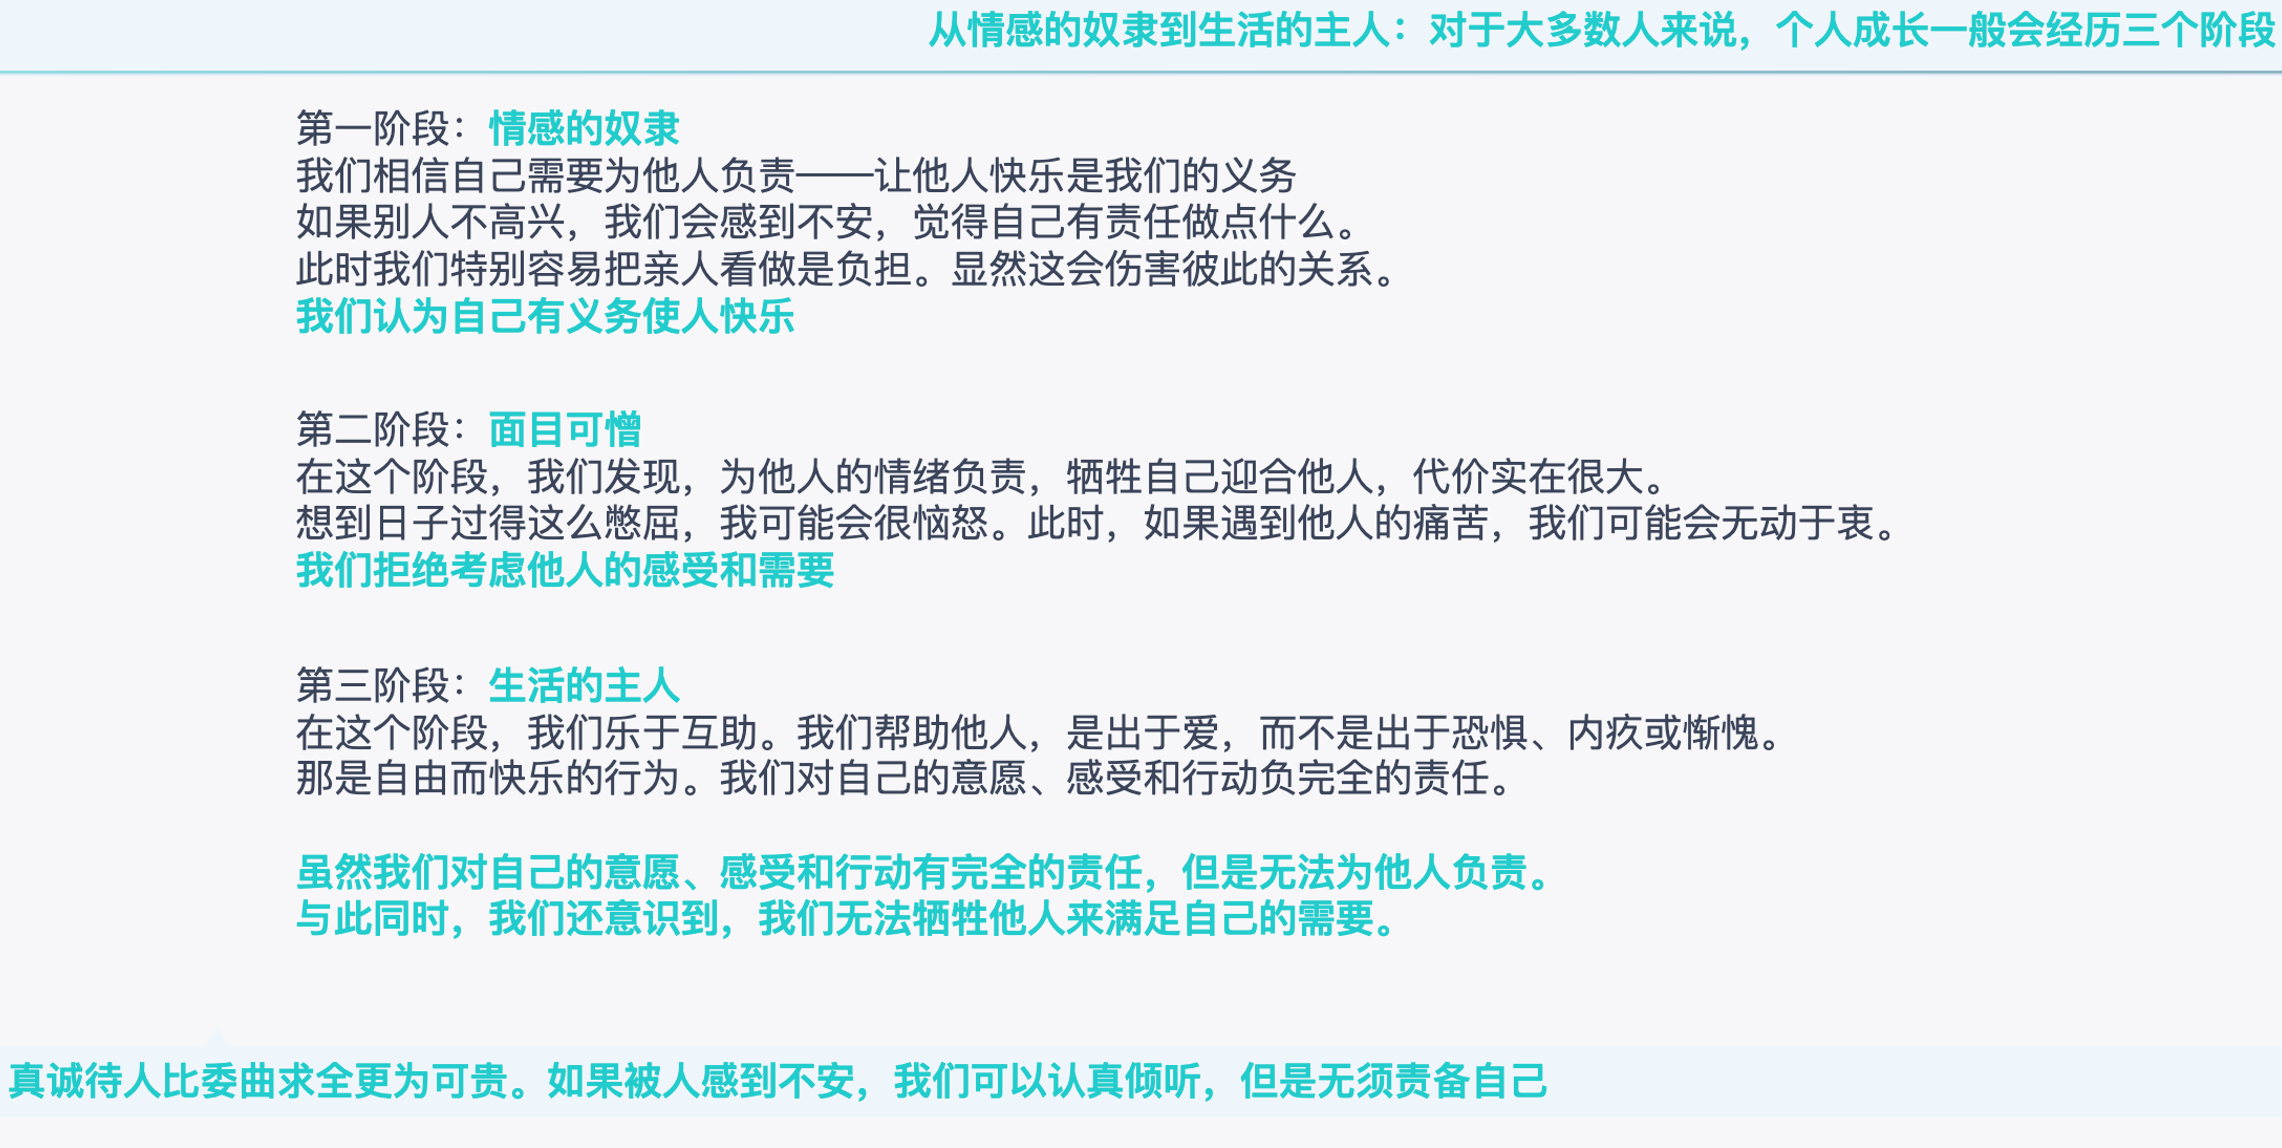 从情感的奴隶到生活的主人：对于大多数人来说，个人成长一般会经历三个阶段
第一阶段：情感的奴隶
我们相信自己需要为他人负责——让他人快乐是我们的义务
如果别人不高兴，我们会感到不安，觉得自己有责任做点什么。
此时我们特别容易把亲人看做是负担。显然这会伤害彼此的关系。
我们认为自己有义务使人快乐
第二阶段：面目可憎
在这个阶段，我们发现，为他人的情绪负责，牺牲自己迎合他人，代价实在很大。
想到日子过得这么憋屈，我可能会很恼怒。此时，如果遇到他人的痛苦，我们可能会无动于衷。
我们拒绝考虑他人的感受和需要
第三阶段：生活的主人
在这个阶段，我们乐于互助。我们帮助他人，是出于爱，而不是出于恐惧、内疚或惭愧。
那是自由而快乐的行为。我们对自己的意愿、感受和行动负完全的责任。
虽然我们对自己的意愿、感受和行动有完全的责任，但是无法为他人负责。
与此同时，我们还意识到，我们无法牺牲他人来满足自己的需要。
真诚待人比委曲求全更为可贵。如果被人感到不安，我们可以认真倾听，但是无须责备自己